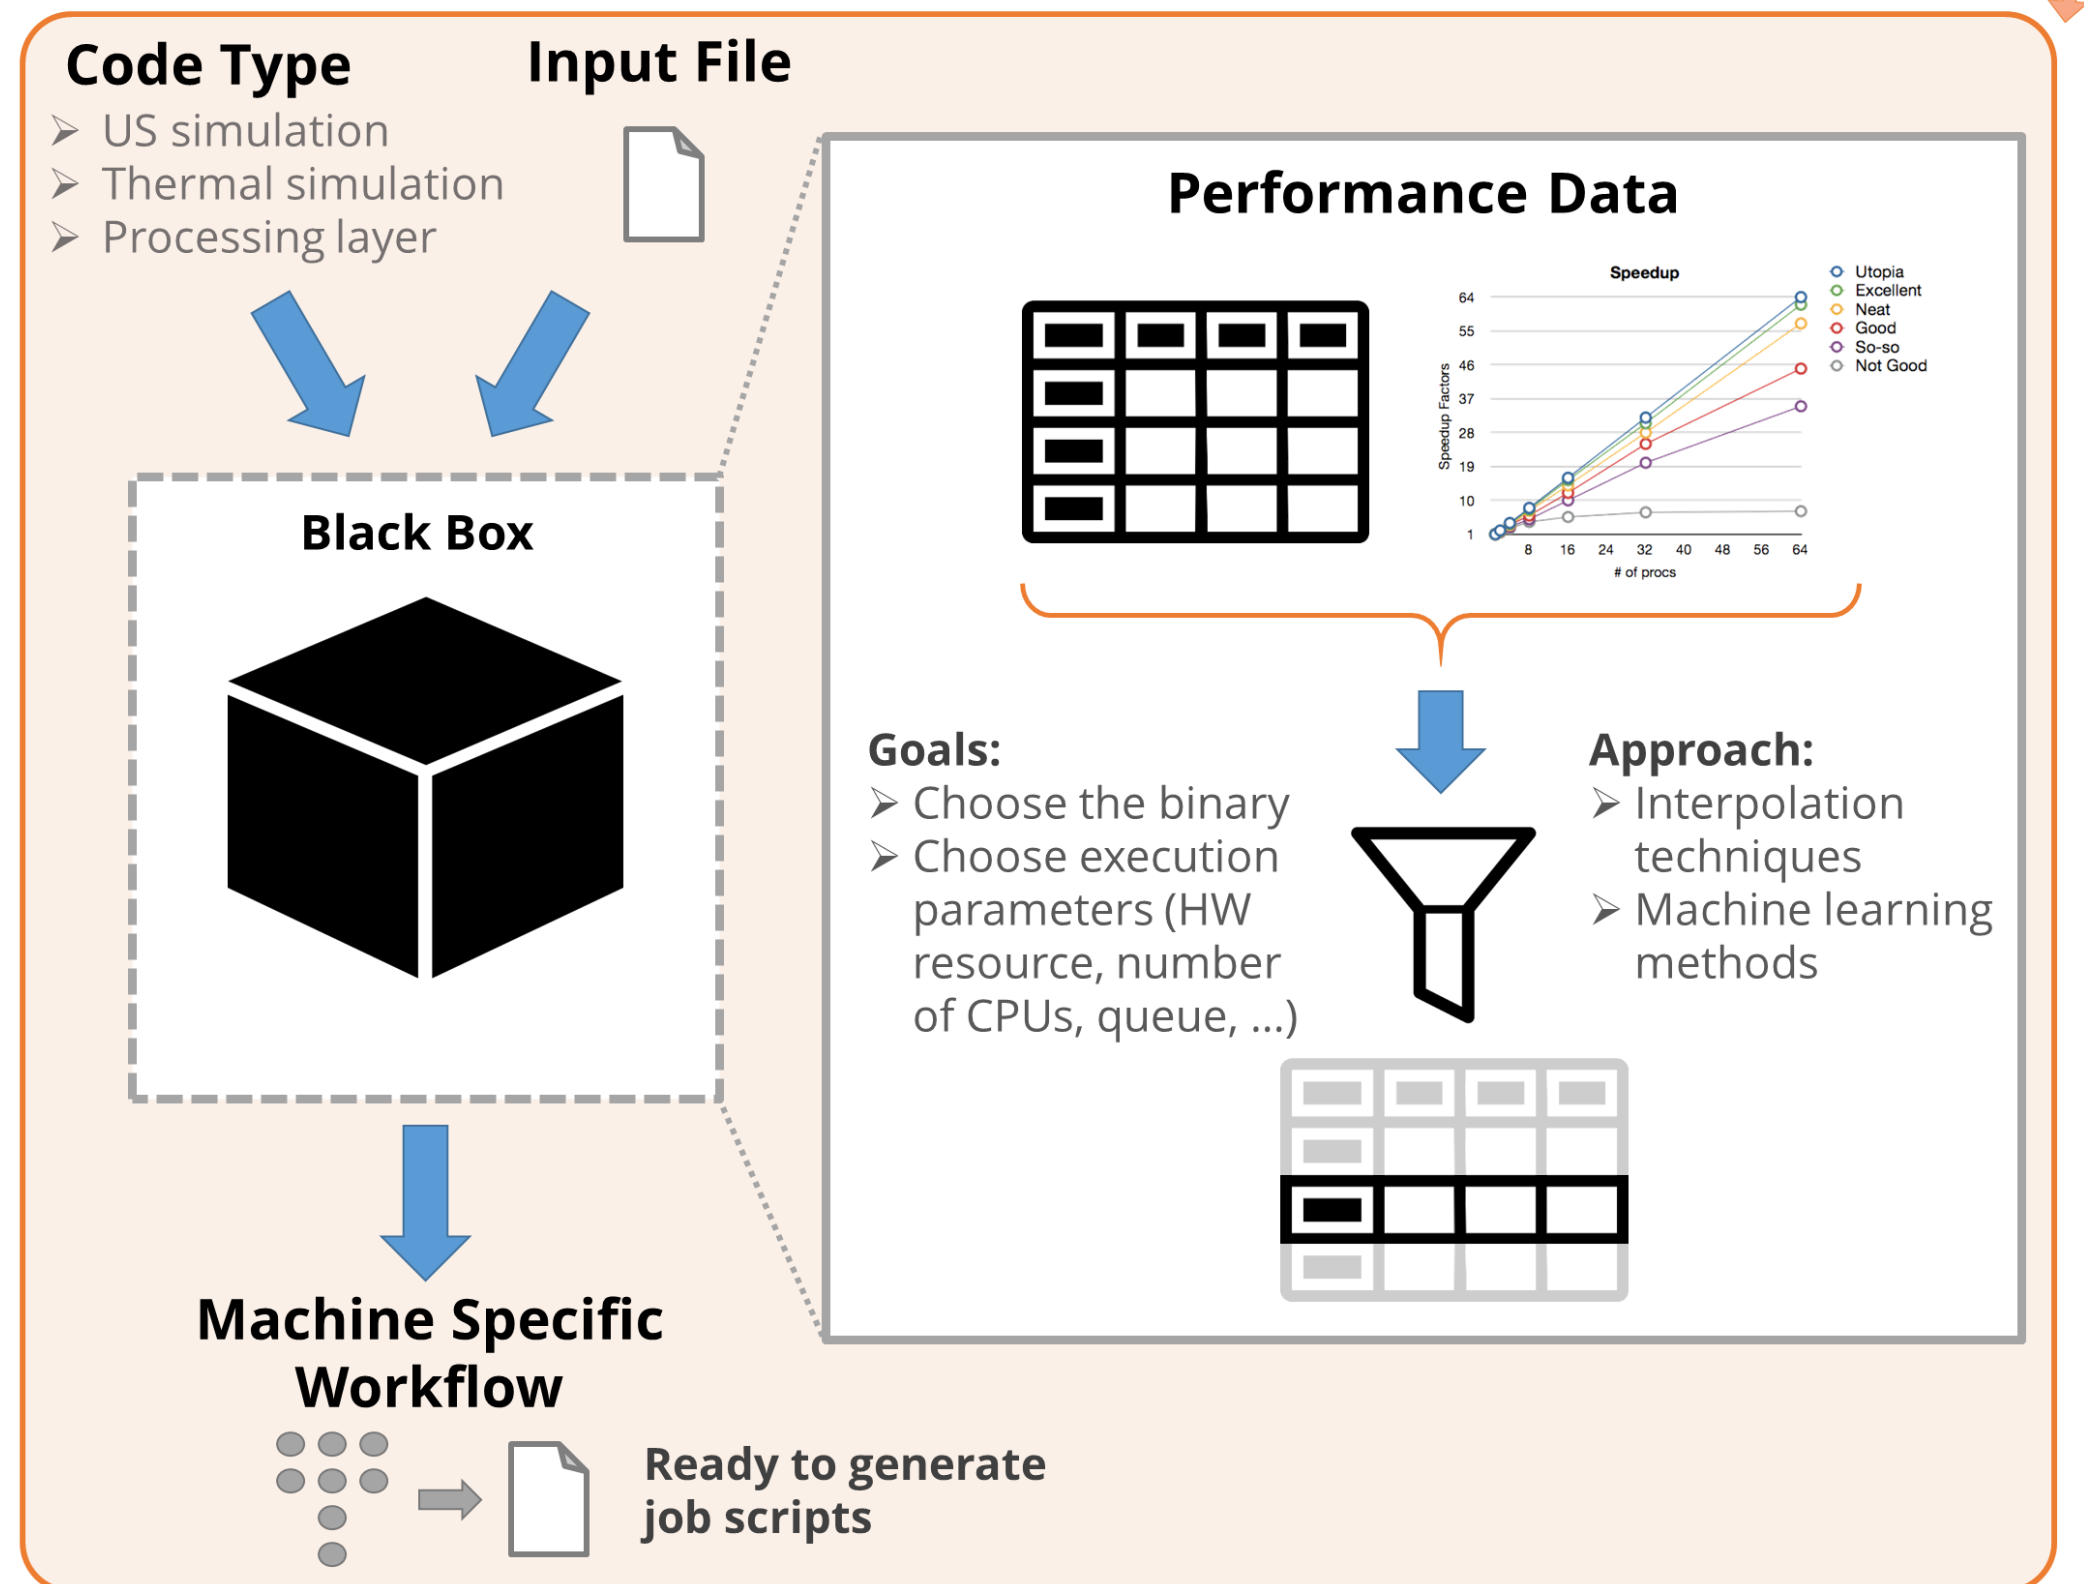 Code Type
➢ US simulation
➢ Thermal simulation
➢ Processing layer
Input File
Black Box
Machine Specific
Workflow
Ready to generate
job scripts
Performance Data
Speedup
Utopia
Excellent
Neat
Good
So-so
Not Good
Speedup Factors
64
55
46
37
28
19
10
1
8 16 24 32 40 48 56 64
# of procs
Goals:
➢ Choose the binary
➢ Choose execution
parameters (HW
resource, number
of CPUs, queue, ...)
Approach:
➢ Interpolation
techniques
➢ Machine learning
methods